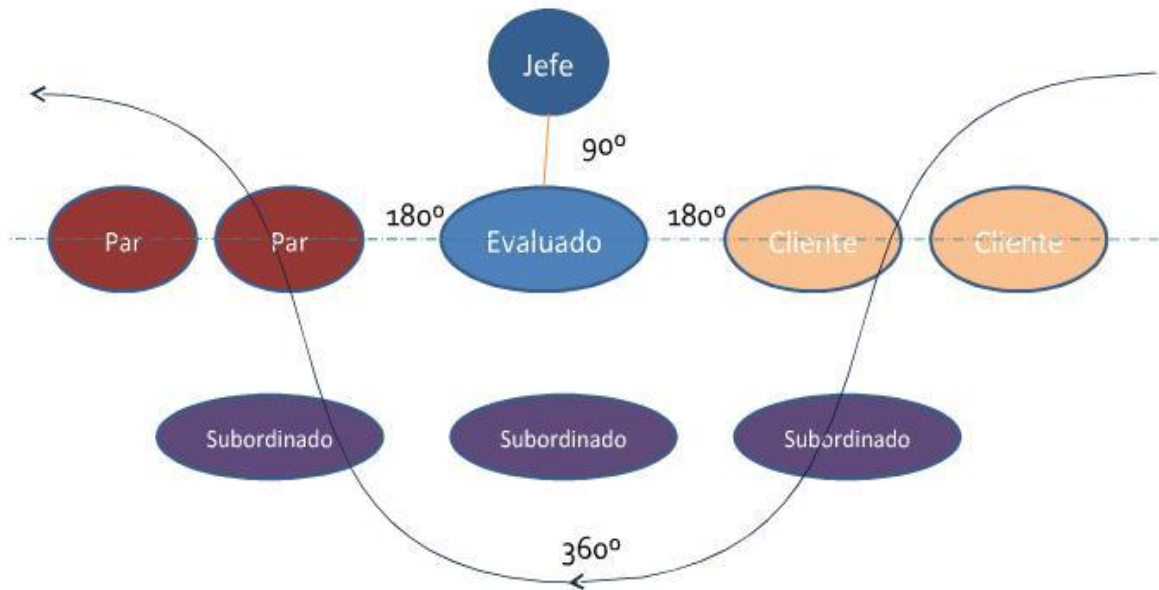 Jefe
90º
Par
Par
180º
Evaluado
180º
Cliente
Cliente
Subordinado
Subordinado
Subordinado
360º